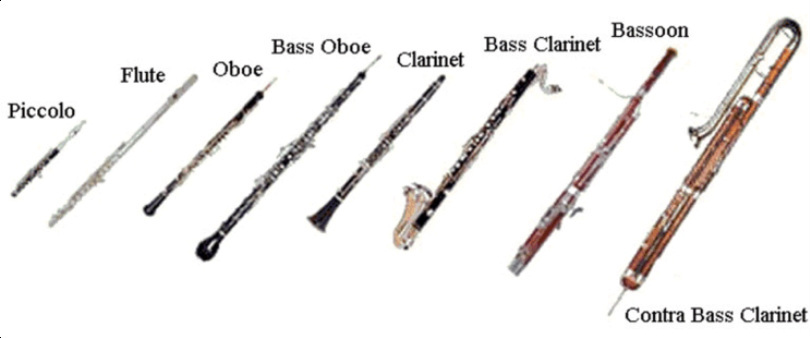 Piccolo
Flute
Oboe
Bass Oboe
Clarinet
Bass Clarinet
Bassoon
Contra Bass Clarinet